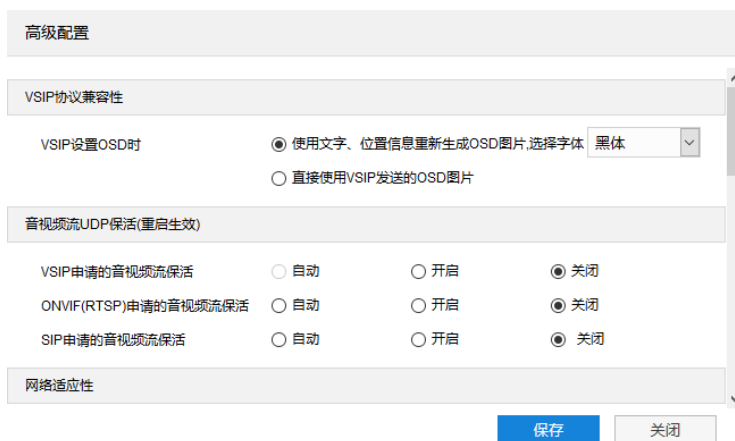 高级配置
VSIP协议兼容性
VSIP设置OSD时 使用文字、位置信息重新生成OSD图片,选择字体 黑体
直接使用VSIP发送的OSD图片
音视频流UDP保活(重启生效)
VSIP申请的音视频流保活 自动 开启 关闭
ONVIF(RTSP)申请的音视频流保活 自动 开启 关闭
SIP申请的音视频流保活 自动 开启 关闭
网络适应性
保存 关闭